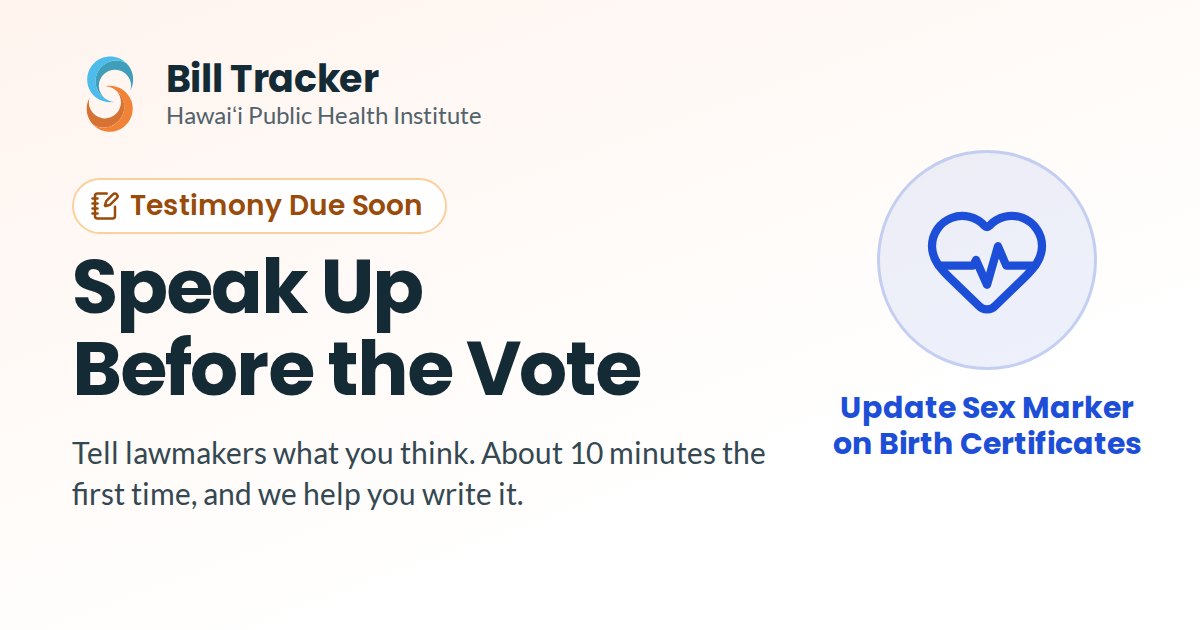 Bill Tracker
Hawaiʻi Public Health Institute
Testimony Due Soon
Speak Up
Before the Vote
Tell lawmakers what you think. About 10 minutes the
first time, and we help you write it.
Update Sex Marker
on Birth Certificates